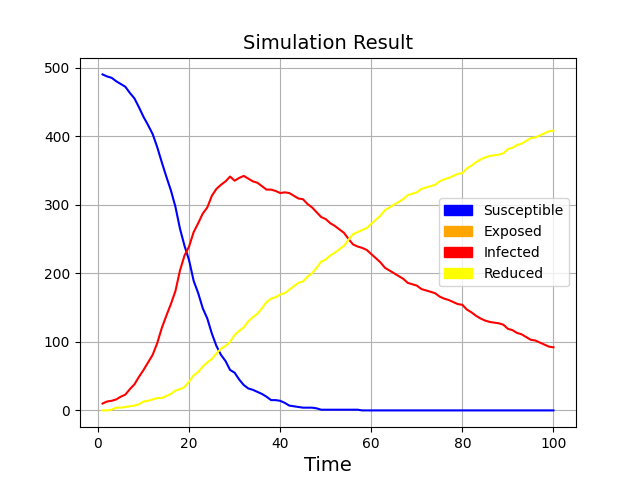 Simulation Result
500
400
300
200
100
0
Susceptible
Exposed
Infected
Reduced
0 20 40 60 80 100
Time